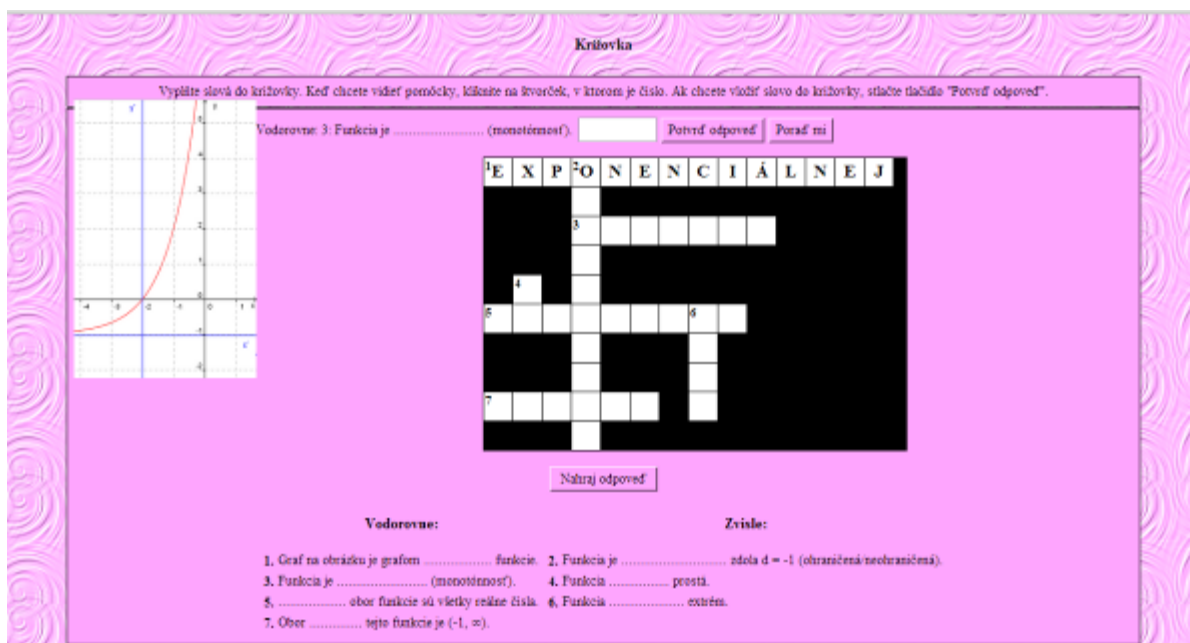 Krížovka
Vyplňte slová do krížovky. Keď chcete vidieť pomôcky, kliknite na štvorček, v ktorom je číslo. Ak chcete vložiť slovo do krížovky, stlačte tlačidlo "Potvrď odpoveď".
Vodorovne: 3: Funkcia je ........................ (monotónnosť). Potvrď odpoveď Poraď mi
1E X P 2O N E N C I Á L N E J
3
4
5 6
7
Nahraj odpoveď
Vodorovne: Zvisle:
1. Graf na obrázku je grafom .................. funkcie. 2. Funkcia je ............................ zdola d = -1 (ohraničená/neohraničená).
3. Funkcia je ........................ (monotónnosť). 4. Funkcia ................ prostá.
5. .................. obor funkcie sú všetky reálne čísla. 6. Funkcia ..................... extrém.
7. Obor .............. tejto funkcie je (-1, ∞).